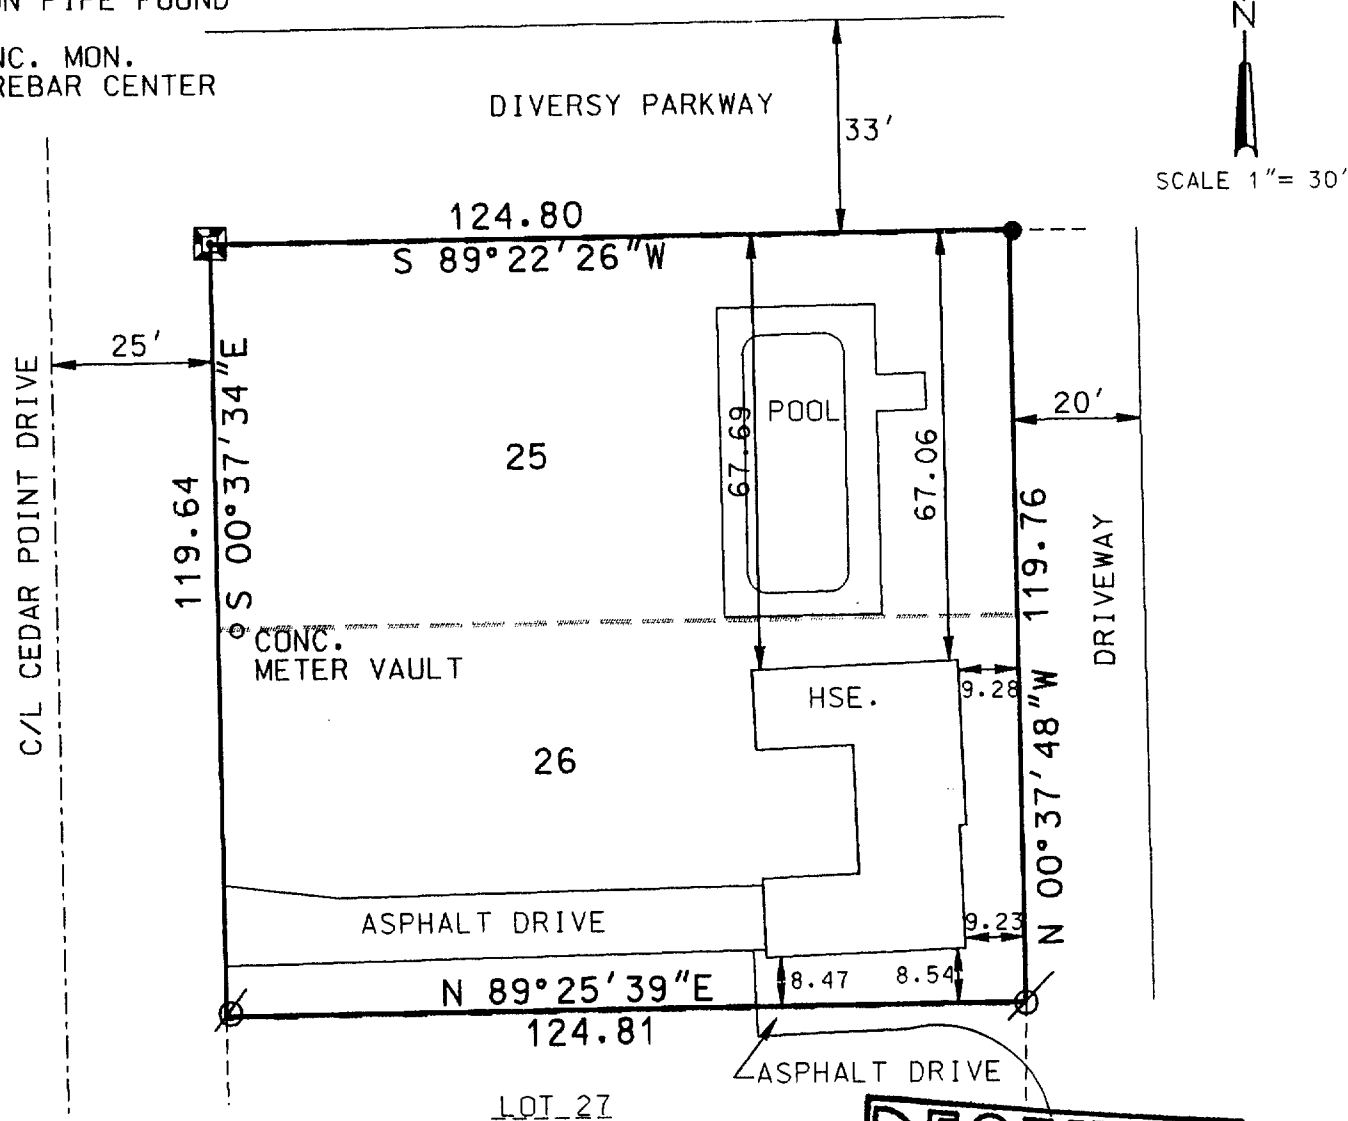 PIPE FOUND
MON.
REBAR CENTER
DIVERSY PARKWAY
33'
N
SCALE 1"= 30'
124.80
S 89°22'26"W
25'
C/L CEDAR POINT DRIVE
119.64
S 00°37'34"E
25
POOL
67.69
67.06
20'
119.76
N 00°37'48"W
DRIVEWAY
CONC.
METER VAULT
HSE.
9.28
26
ASPHALT DRIVE
9.23
8.47
8.54
N 89°25'39"E
124.81
ASPHALT DRIVE
LOT 27